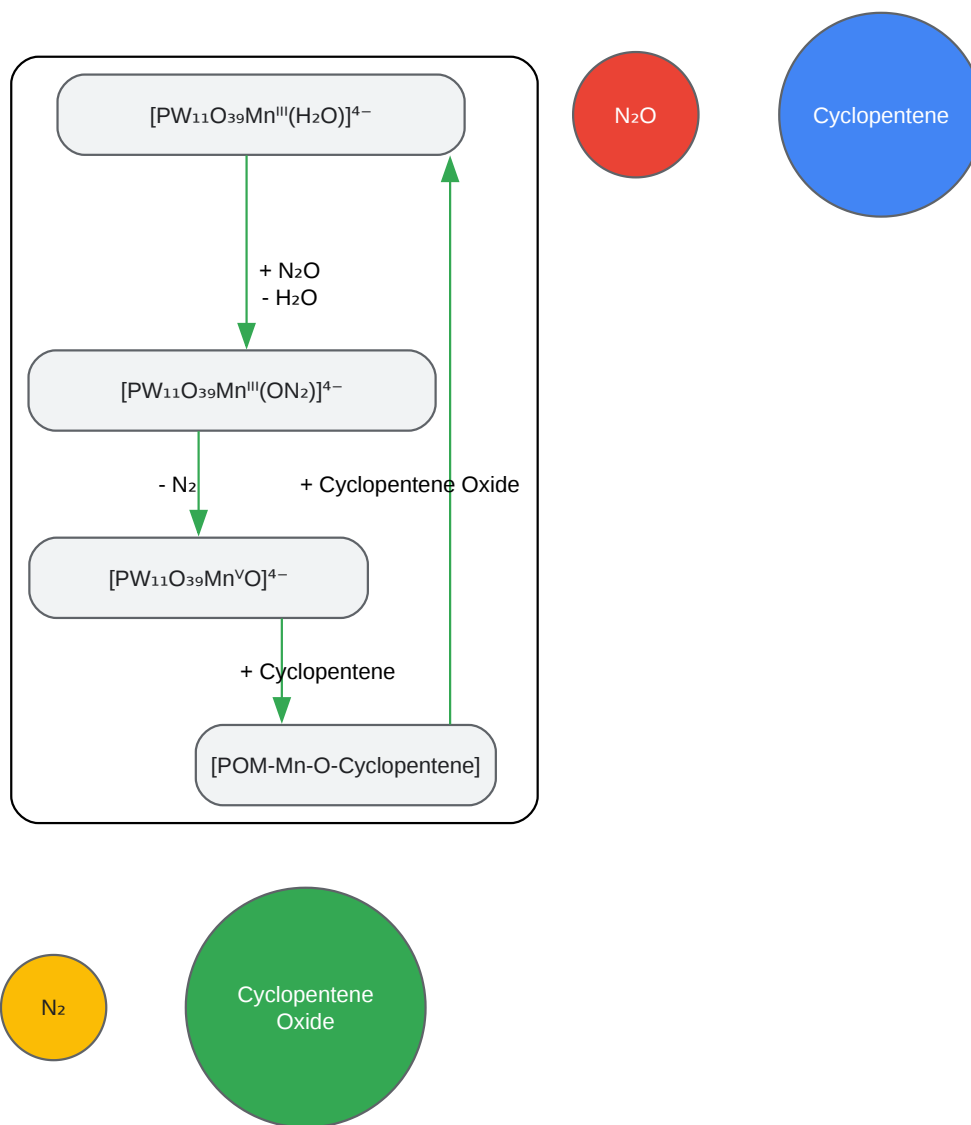 [PW₁₁O₃₉Mnᴵᴵᴵ(H₂O)]⁴⁻
N₂O
Cyclopentene
+ N₂O
- H₂O
[PW₁₁O₃₉Mnᴵᴵᴵ(ON₂)]⁴⁻
- N₂
+ Cyclopentene Oxide
[PW₁₁O₃₉MnⱽO]⁴⁻
+ Cyclopentene
[POM-Mn-O-Cyclopentene]
N₂
Cyclopentene
Oxide